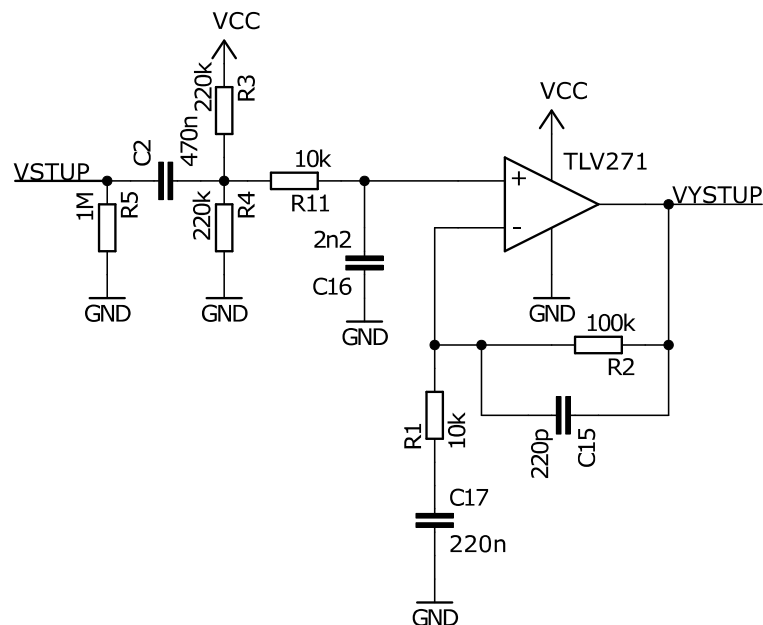 VCC
220k
R3
VSTUP
C2
470n
1M
R5
220k
R4
10k
R11
2n2
C16
GND
GND
GND
VCC
TLV271
+
-
VYSTUP
GND
100k
R2
220p
C15
R1
10k
C17
220n
GND